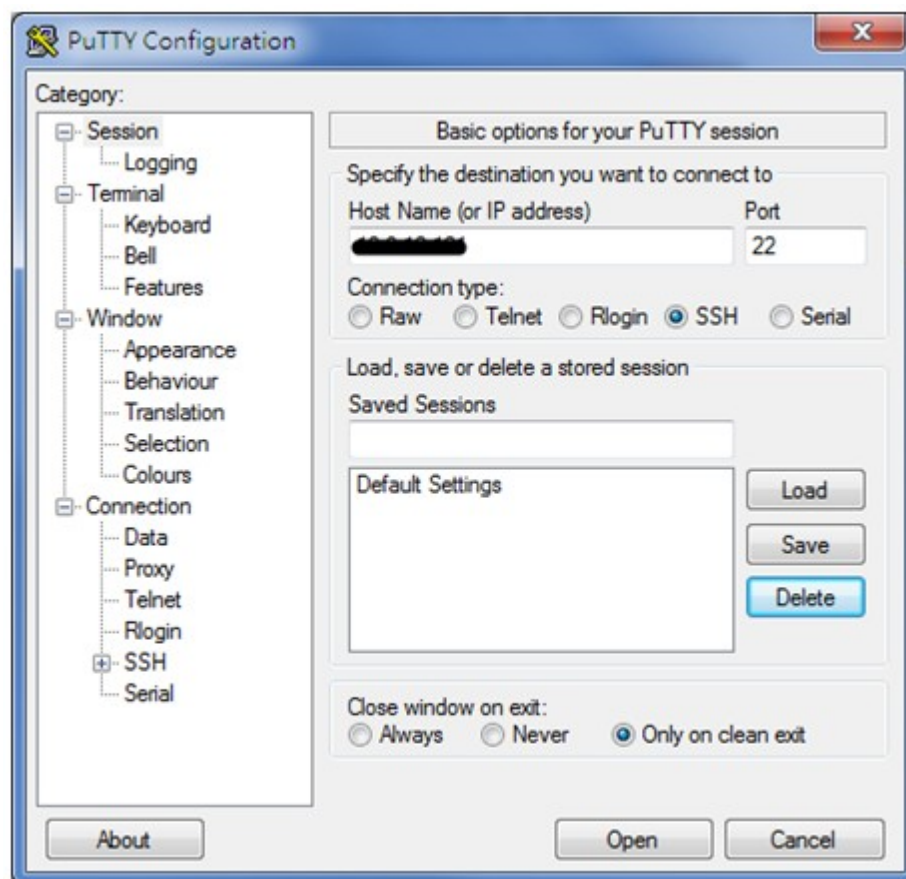 PuTTY Configuration
Category:
Session
Logging
Terminal
Keyboard
Bell
Features
Window
Appearance
Behaviour
Translation
Selection
Colours
Connection
Data
Proxy
Telnet
Rlogin
SSH
Serial
Basic options for your PuTTY session
Specify the destination you want to connect to
Host Name (or IP address) Port
22
Connection type:
Raw Telnet Rlogin SSH Serial
Load, save or delete a stored session
Saved Sessions
Default Settings
Load
Save
Delete
Close window on exit:
Always Never Only on clean exit
About Open Cancel